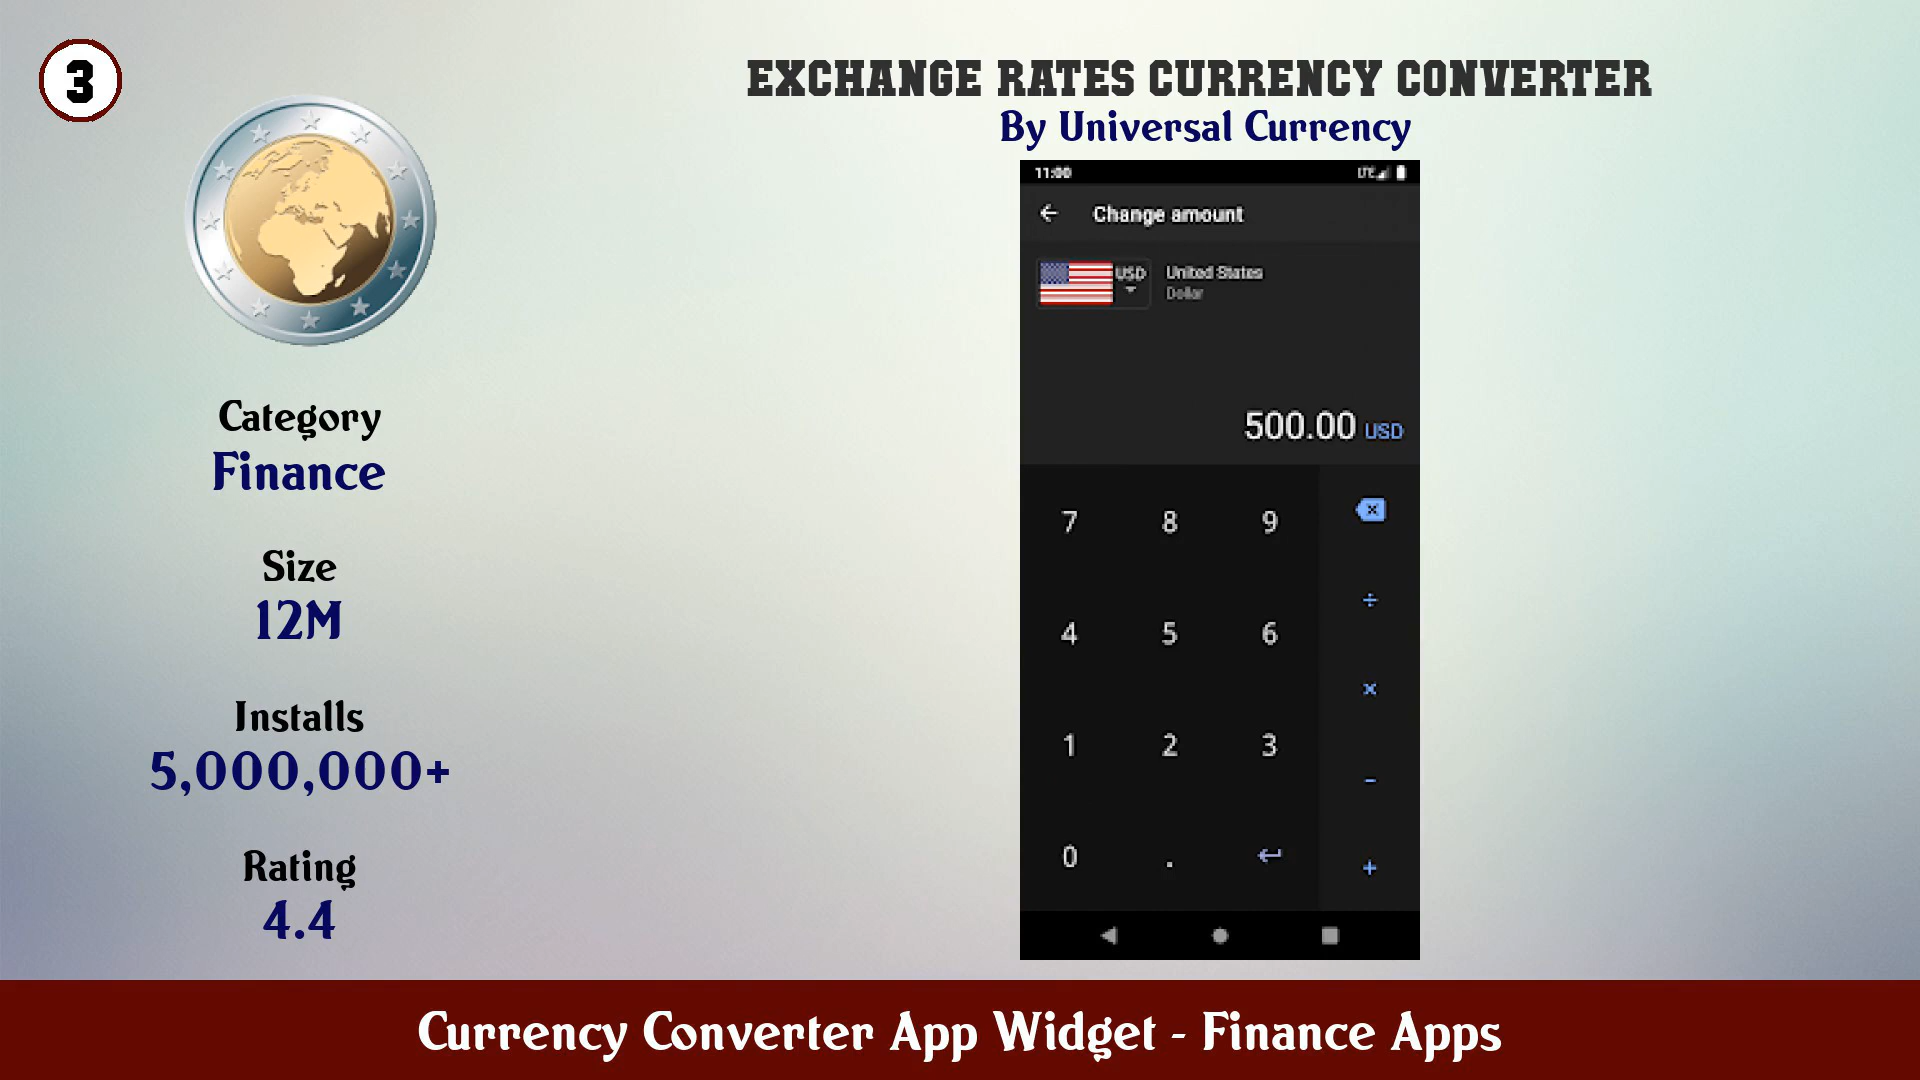 3
EXCHANGE RATES CURRENCY CONVERTER
By Universal Currency
Category
Finance
Size
12M
Installs
5,000,000+
Rating
4.4
11:00 LTE
Change amount
USD United States
Dollar
500.00 USD
7 8 9
÷
4 5 6
×
1 2 3
-
0 .
+
Currency Converter App Widget - Finance Apps